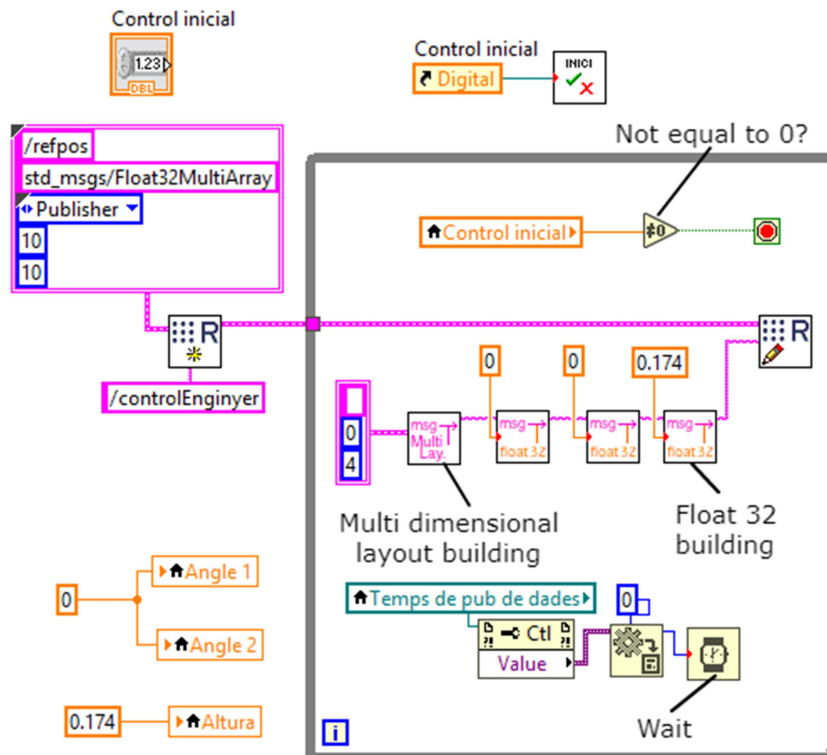 Control inicial
1.23
DBL
Control inicial
Digital
INICI
/refpos
std_msgs/Float32MultiArray
Publisher
10
10
Not equal to 0?
Control inicial
≠0
R
R
/controlEnginyer
0
4
msg
Multi
Lay.
0
msg
float 32
0
msg
float 32
0.174
msg
float 32
Multi dimensional
layout building
Float 32
building
0
Angle 1
Angle 2
0.174
Altura
Temps de pub de dades
Ctl
Value
0
Wait
i